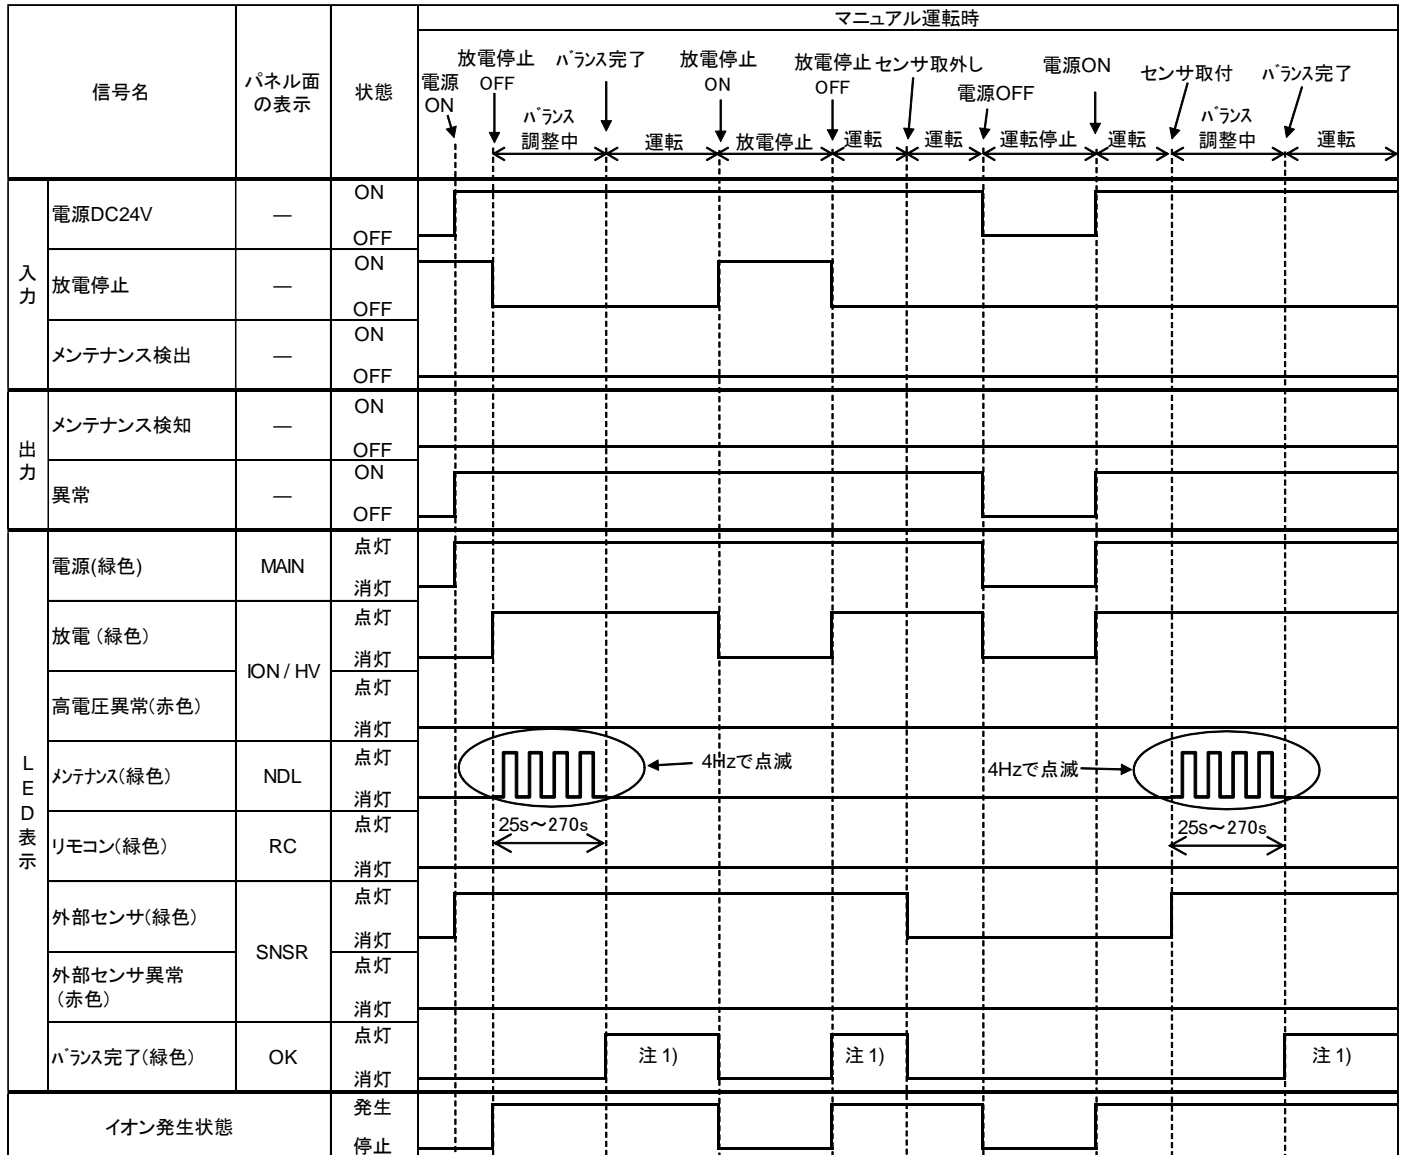 マニュアル運転時
信号名
パネル面
の表示
状態
電源
ON
放電停止
OFF
バランス完了
放電停止
ON
放電停止
OFF
センサ取外し
電源OFF
電源ON
センサ取付
バランス完了
バランス
調整中
運転
放電停止
運転
運転
運転停止
運転
バランス
調整中
運転
入力
電源DC24V
―
ON
OFF
放電停止
―
ON
OFF
メンテナンス検出
―
ON
OFF
出力
メンテナンス検知
―
ON
OFF
異常
―
ON
OFF
LED表示
電源(緑色)
MAIN
点灯
消灯
放電(緑色)
ION / HV
点灯
消灯
高電圧異常(赤色)
点灯
消灯
メンテナンス(緑色)
NDL
点灯
消灯
4Hzで点滅
4Hzで点滅
リモコン(緑色)
RC
点灯
消灯
25s～270s
25s～270s
外部センサ(緑色)
SNSR
点灯
消灯
外部センサ異常
(赤色)
点灯
消灯
バランス完了(緑色)
OK
点灯
消灯
注 1)
注 1)
注 1)
イオン発生状態
発生
停止